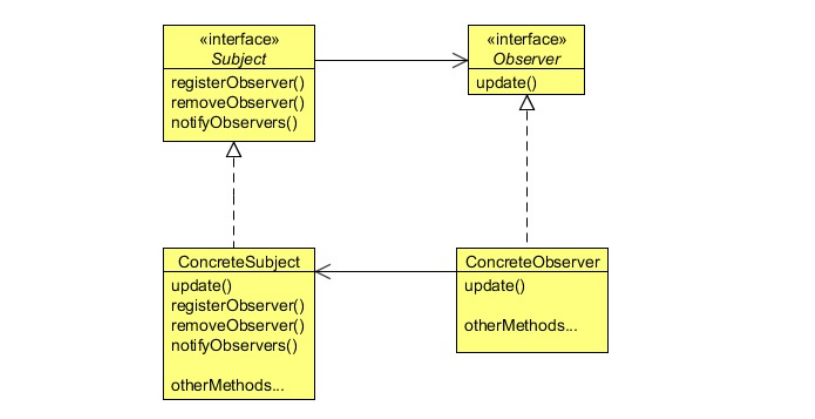 «interface»
Subject
registerObserver()
removeObserver()
notifyObservers()
«interface»
Observer
update()
ConcreteSubject
update()
registerObserver()
removeObserver()
notifyObservers()
otherMethods...
ConcreteObserver
update()
otherMethods...